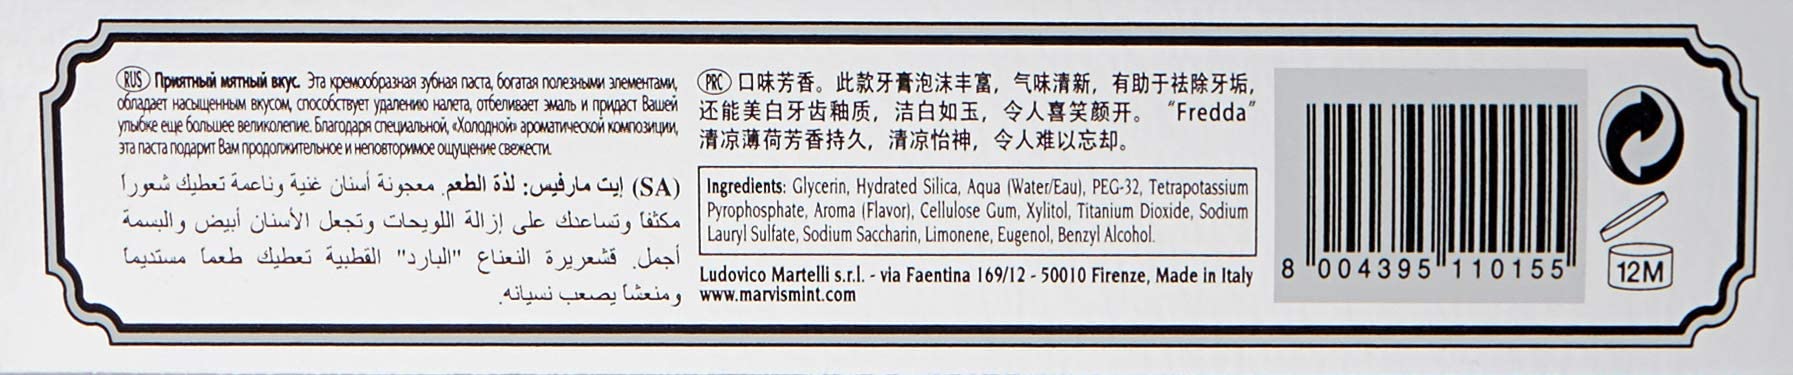 RUS Приятный мятный вкус. Эта кремообразная зубная паста, богатая полезными элементами,
обладает насыщенным вкусом, способствует удалению налета, отбеливает эмаль и придаст Вашей
улыбке еще большее великолепие. Благодаря специальной, «Холодной» ароматической композиции,
эта паста подарит Вам продолжительное и неповторимое ощущение свежести.
(SA) إيت مارفيس: لذة الطعم. معجونة أسنان غنية وناعمة تعطيك شعورا
مكثفا وتساعدك على إزالة اللويحات وتجعل الأسنان أبيض والبسمة
أجمل. قشعريرة النعناع "البارد" القطبية تعطيك طعما مستديما
ومنعشا يصعب نسيانه.
PRC 口味芳香。此款牙膏泡沫丰富，气味清新，有助于祛除牙垢，
还能美白牙齿釉质，洁白如玉，令人喜笑颜开。“Fredda”
清凉薄荷芳香持久，清凉怡神，令人难以忘却。
Ingredients: Glycerin, Hydrated Silica, Aqua (Water/Eau), PEG-32, Tetrapotassium
Pyrophosphate, Aroma (Flavor), Cellulose Gum, Xylitol, Titanium Dioxide, Sodium
Lauryl Sulfate, Sodium Saccharin, Limonene, Eugenol, Benzyl Alcohol.
Ludovico Martelli s.r.l. - via Faentina 169/12 - 50010 Firenze, Made in Italy
www.marvismint.com
8 004395 110155
12M